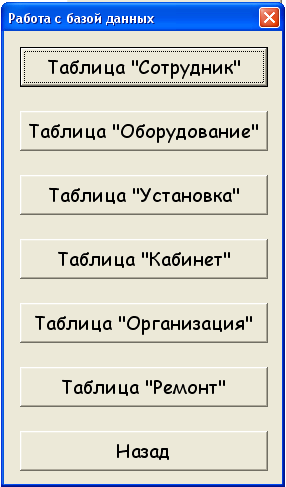 Работа с базой данных
Таблица "Сотрудник"
Таблица "Оборудование"
Таблица "Установка"
Таблица "Кабинет"
Таблица "Организация"
Таблица "Ремонт"
Назад